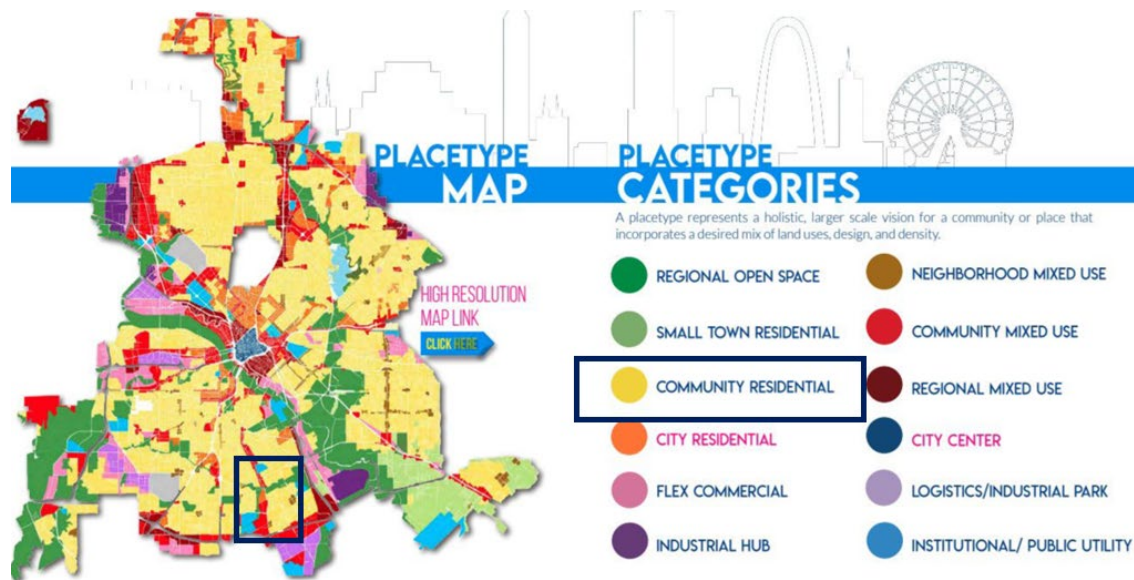 PLACETYPE
MAP
HIGH RESOLUTION
MAP LINK
CLICK HERE
PLACETYPE
CATEGORIES
A placetype represents a holistic, larger scale vision for a community or place that
incorporates a desired mix of land uses, design, and density.
REGIONAL OPEN SPACE
SMALL TOWN RESIDENTIAL
COMMUNITY RESIDENTIAL
CITY RESIDENTIAL
FLEX COMMERCIAL
INDUSTRIAL HUB
NEIGHBORHOOD MIXED USE
COMMUNITY MIXED USE
REGIONAL MIXED USE
CITY CENTER
LOGISTICS/INDUSTRIAL PARK
INSTITUTIONAL/ PUBLIC UTILITY